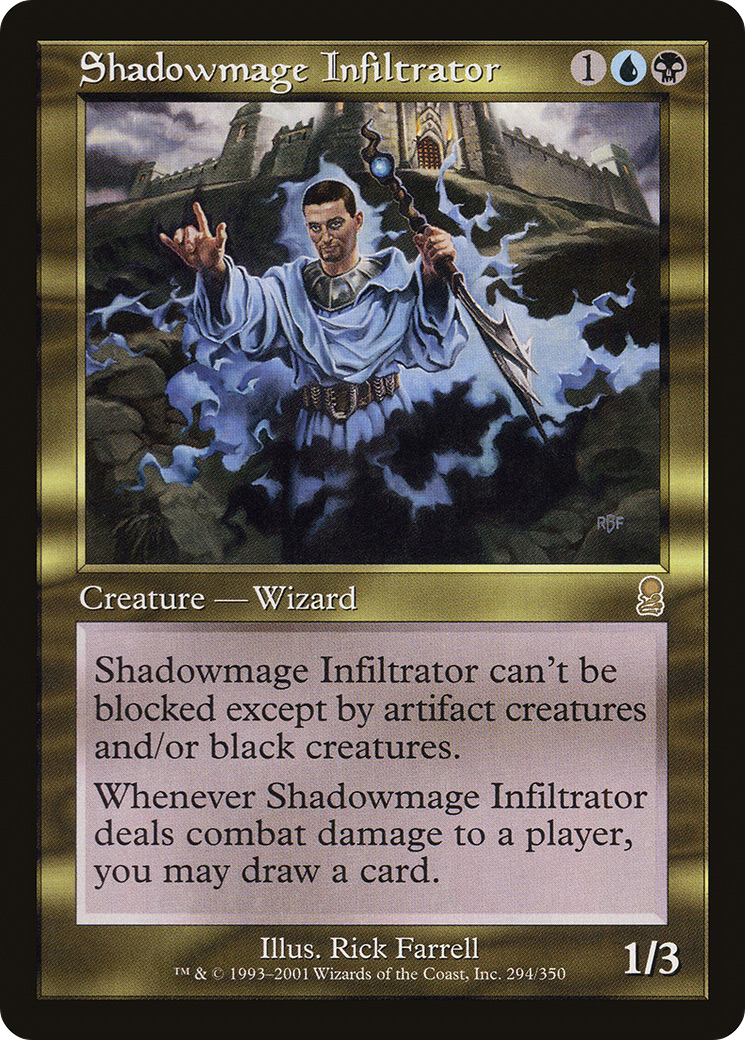 Shadowmage Infiltrator 1
RBF
Creature — Wizard
Shadowmage Infiltrator can't be
blocked except by artifact creatures
and/or black creatures.
Whenever Shadowmage Infiltrator
deals combat damage to a player,
you may draw a card.
Illus. Rick Farrell
1/3
™ & © 1993–2001 Wizards of the Coast, Inc. 294/350